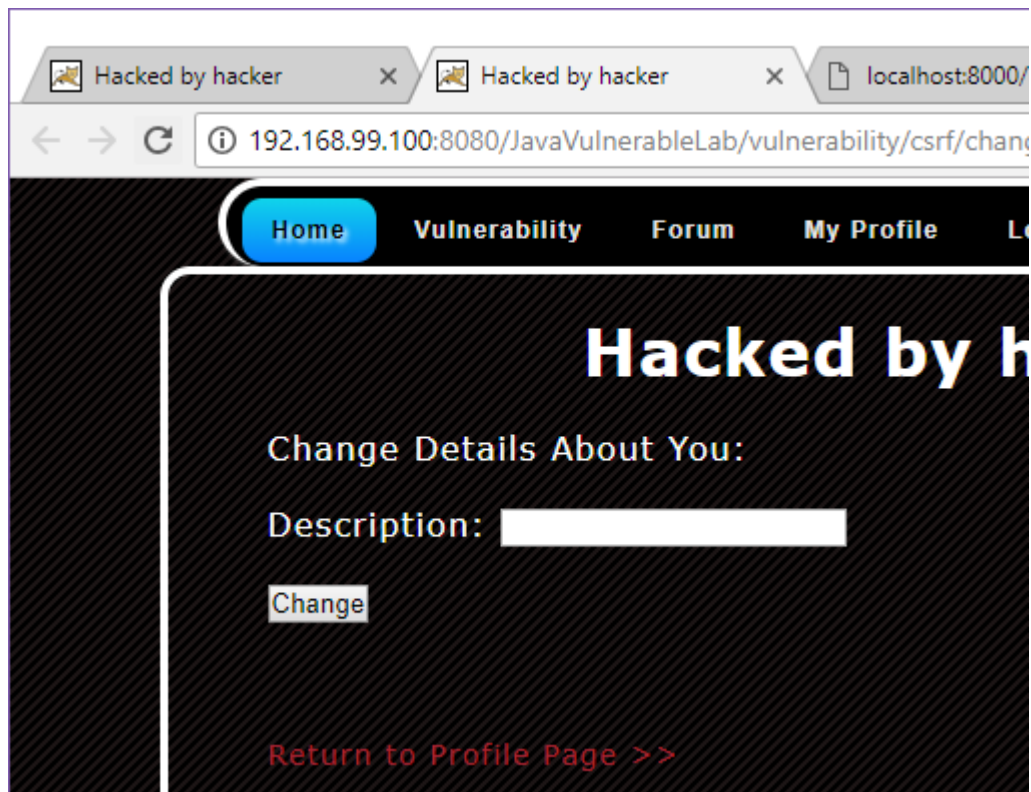 Hacked by hacker
Hacked by hacker
localhost:8000/
192.168.99.100:8080/JavaVulnerableLab/vulnerability/csrf/chang
Home Vulnerability Forum My Profile Lo
Hacked by h
Change Details About You:
Description:
Change
Return to Profile Page >>